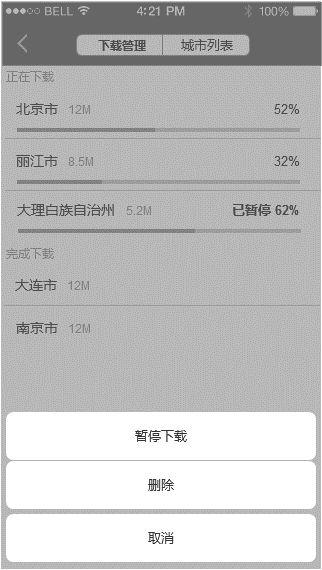 BELL 4:21 PM 100%
下载管理 城市列表
正在下载
北京市 12M 52%
丽江市 8.5M 32%
大理白族自治州 5.2M 已暂停 62%
完成下载
大连市 12M
南京市 12M
暂停下载
删除
取消